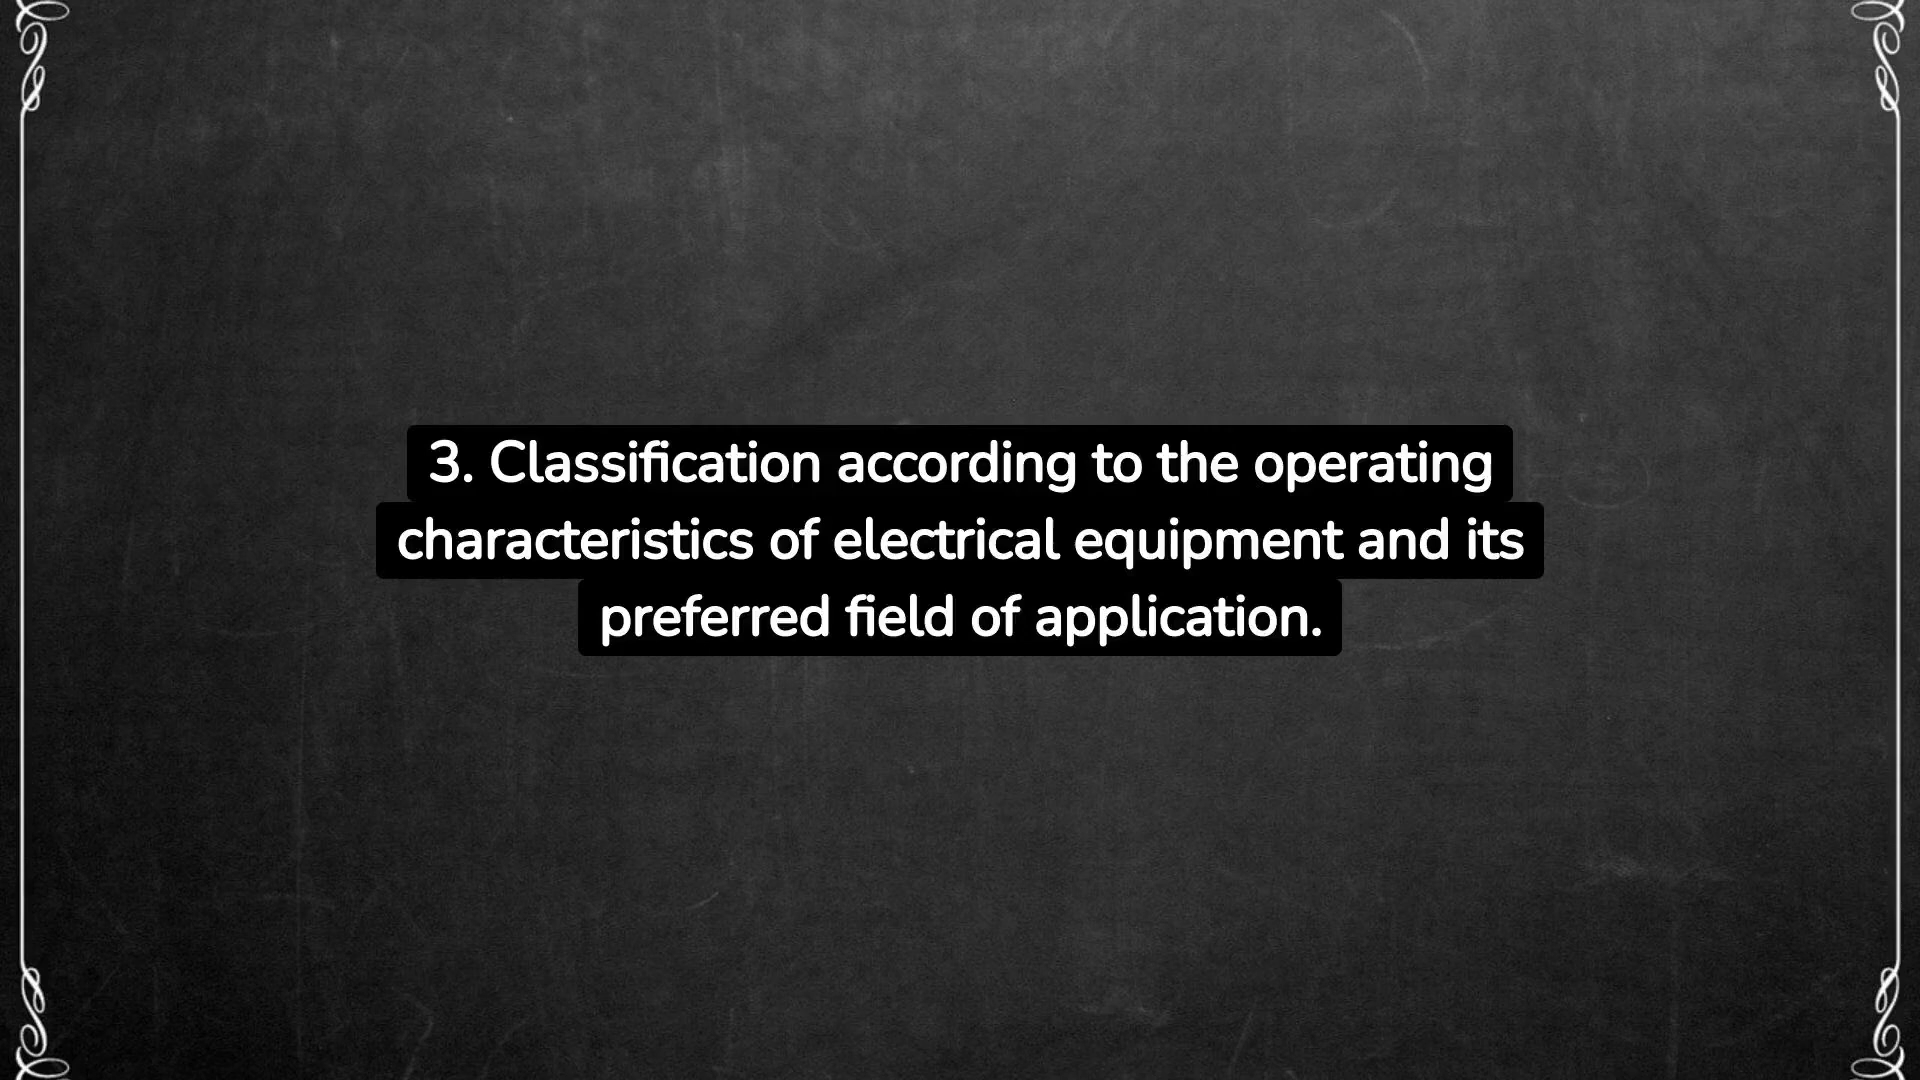 3. Classification according to the operating
characteristics of electrical equipment and its
preferred field of application.